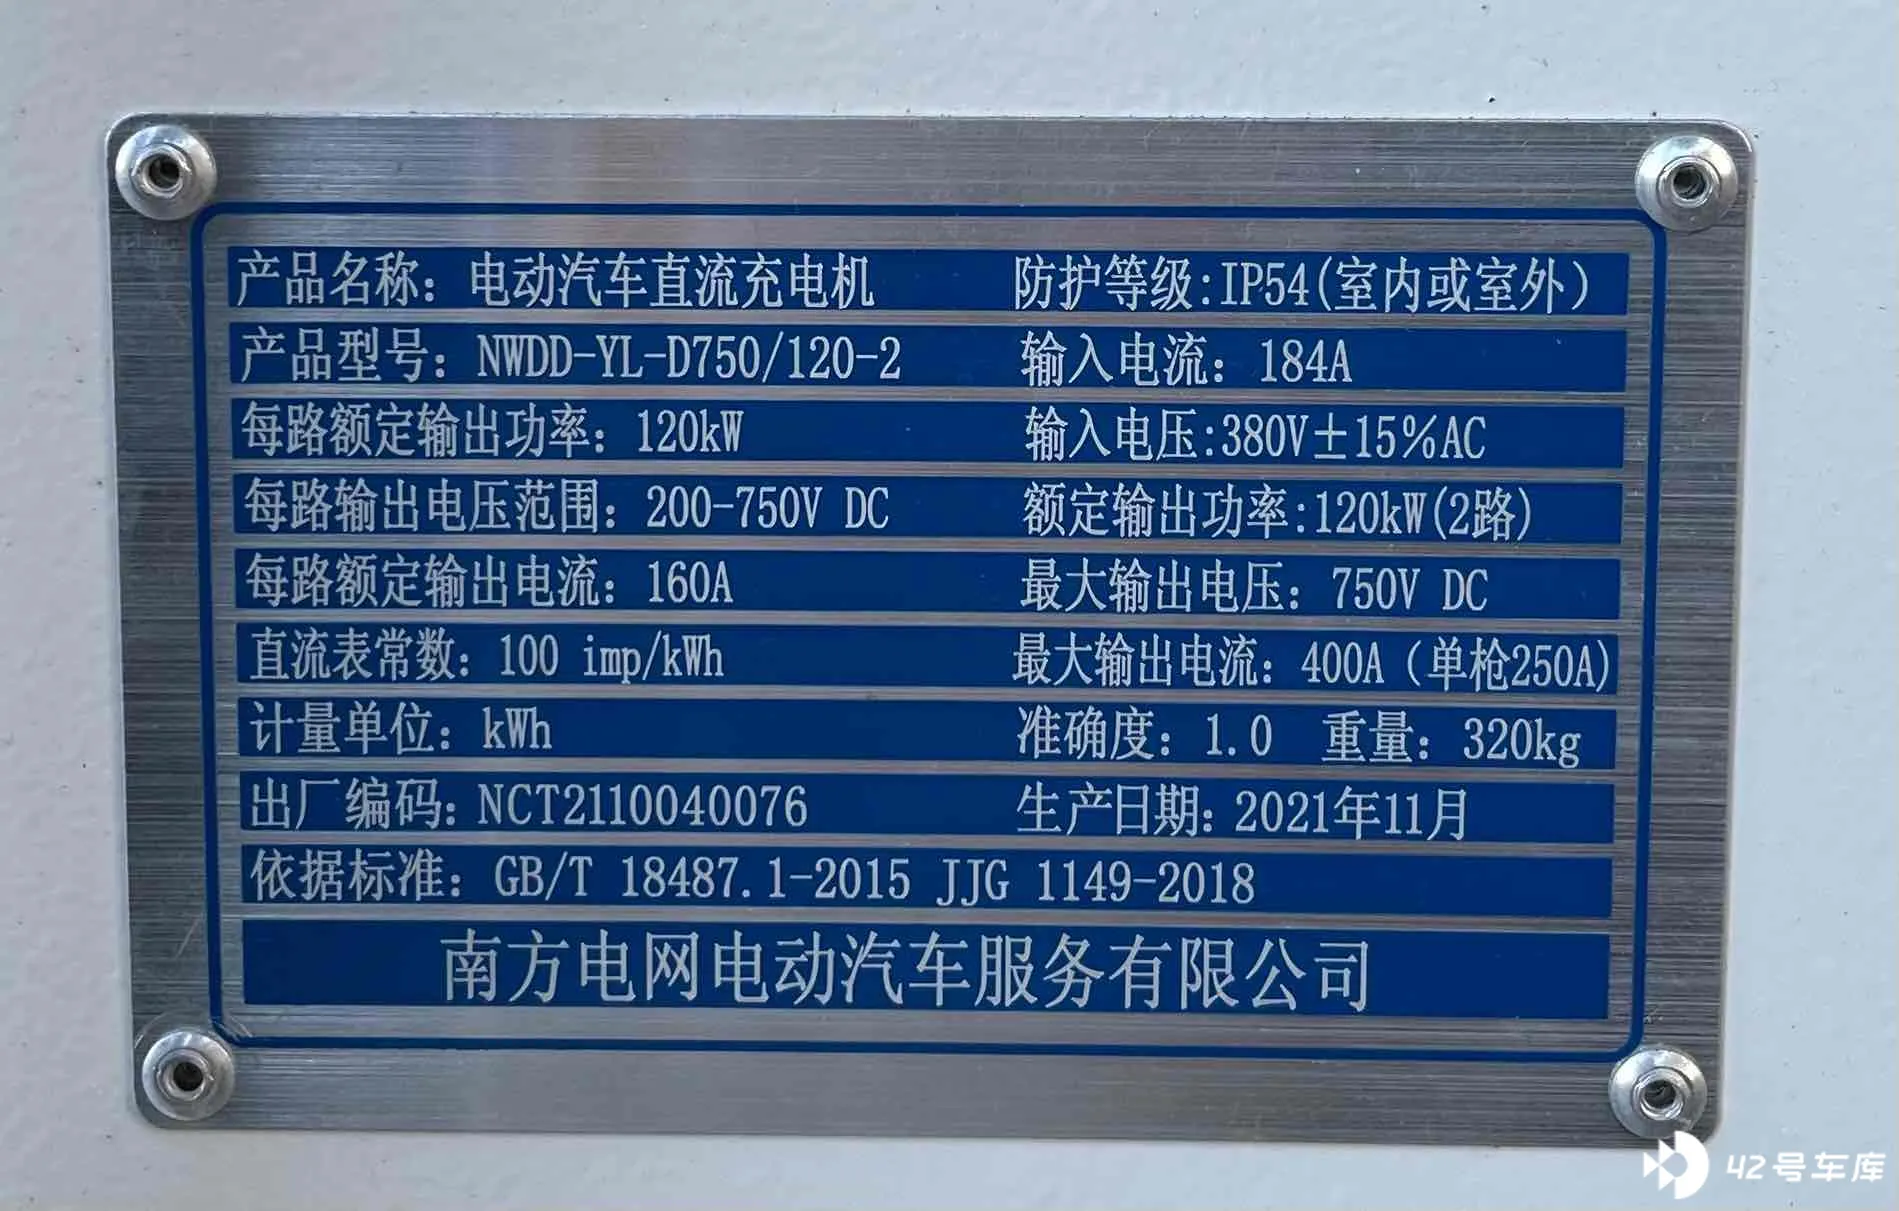 产品名称：电动汽车直流充电机 防护等级:IP54(室内或室外)
产品型号：NWDD-YL-D750/120-2 输入电流：184A
每路额定输出功率：120kW 输入电压:380V±15%AC
每路输出电压范围：200-750V DC 额定输出功率:120kW(2路)
每路额定输出电流：160A 最大输出电压：750V DC
直流表常数：100 imp/kWh 最大输出电流：400A（单枪250A)
计量单位：kWh 准确度：1.0 重量：320kg
出厂编码：NCT2110040076 生产日期：2021年11月
依据标准：GB/T 18487.1-2015 JJG 1149-2018
南方电网电动汽车服务有限公司
42号车库